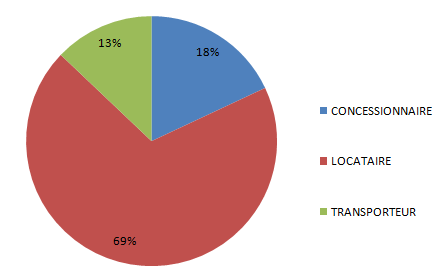 13%
18%
69%
CONCESSIONNAIRE
LOCATAIRE
TRANSPORTEUR